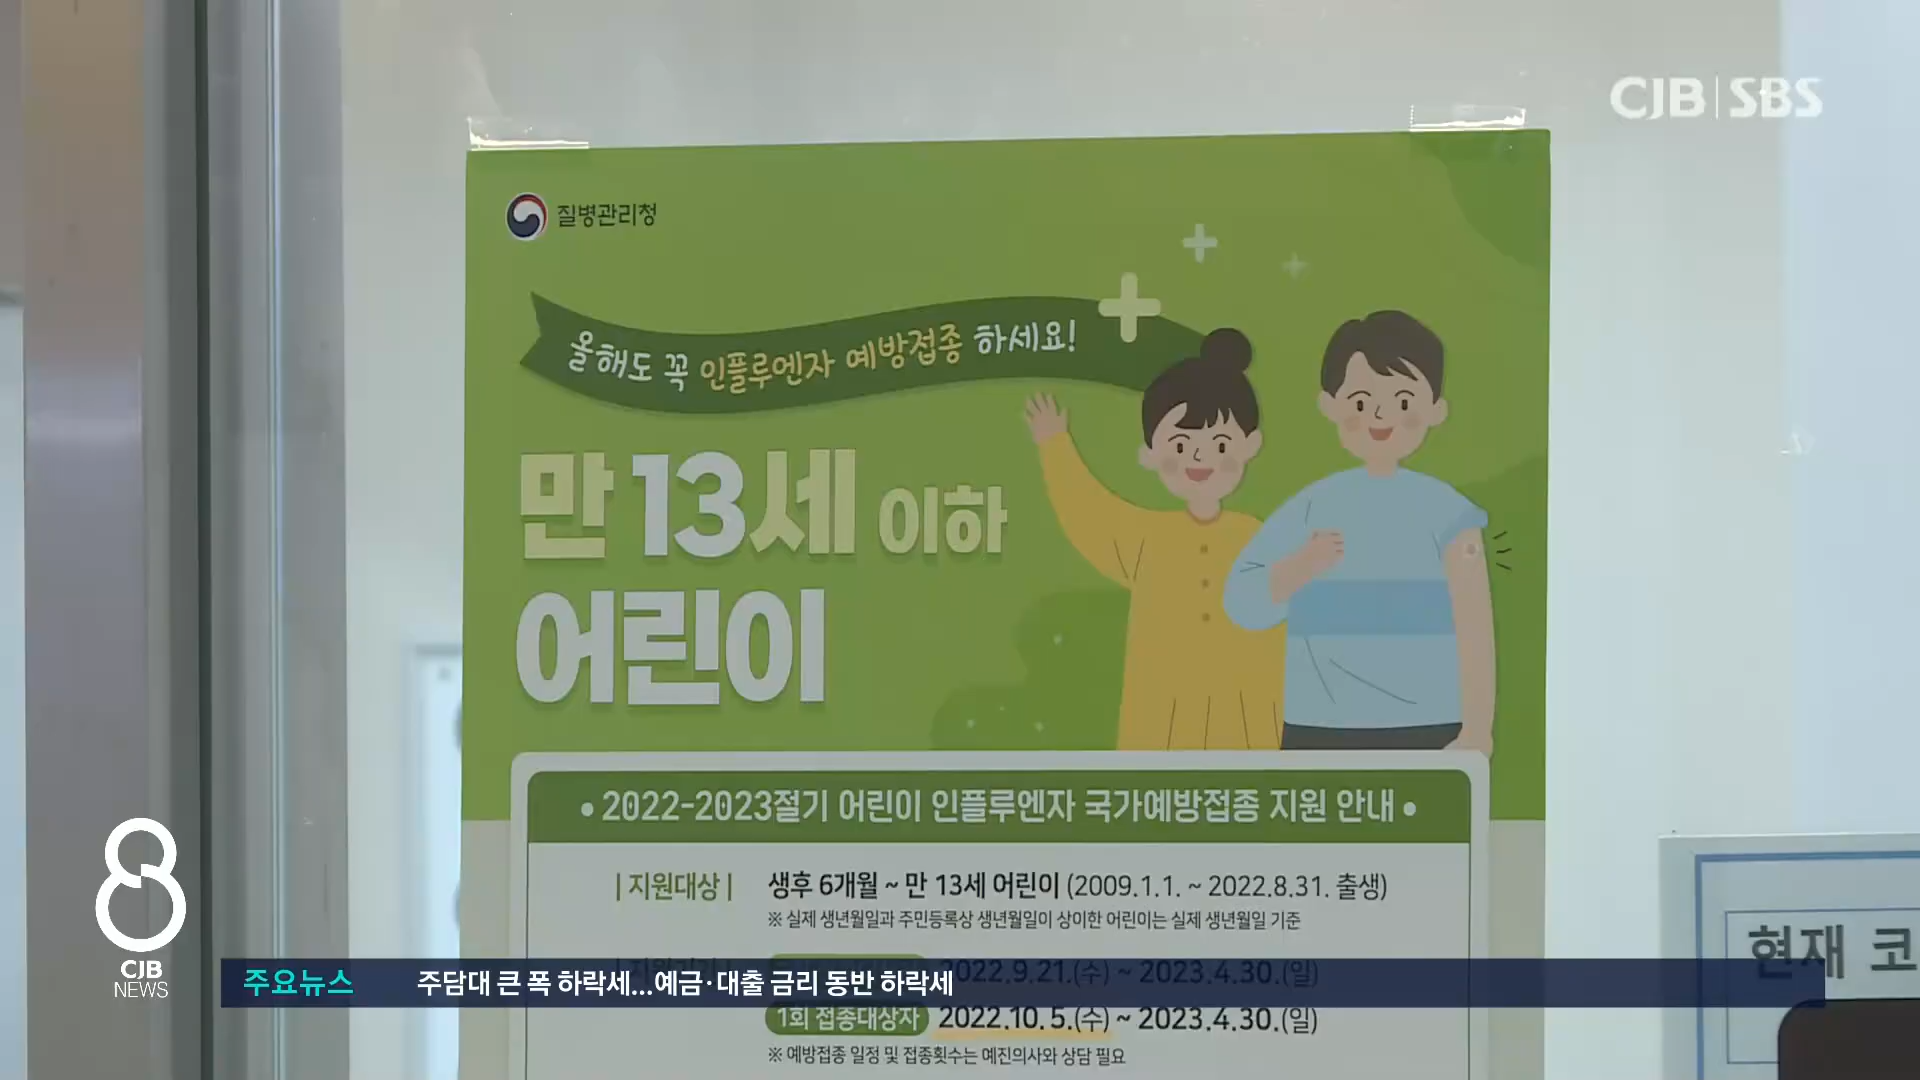 CJB SBS
질병관리청
올해도 꼭 인플루엔자 예방접종 하세요!
만 13세 이하
어린이
• 2022-2023절기 어린이 인플루엔자 국가예방접종 지원 안내 •
| 지원대상 | 생후 6개월 ~ 만 13세 어린이 (2009.1.1. ~ 2022.8.31. 출생)
※ 실제 생년월일과 주민등록상 생년월일이 상이한 어린이는 실제 생년월일 기준
2022.9.21.(수) ~ 2023.4.30.(일)
1회 접종대상자 2022.10.5.(수) ~ 2023.4.30.(일)
※ 예방접종 일정 및 접종횟수는 예진의사와 상담 필요
현재 코
8
CJB
NEWS
주요뉴스 주담대 큰 폭 하락세...예금·대출 금리 동반 하락세